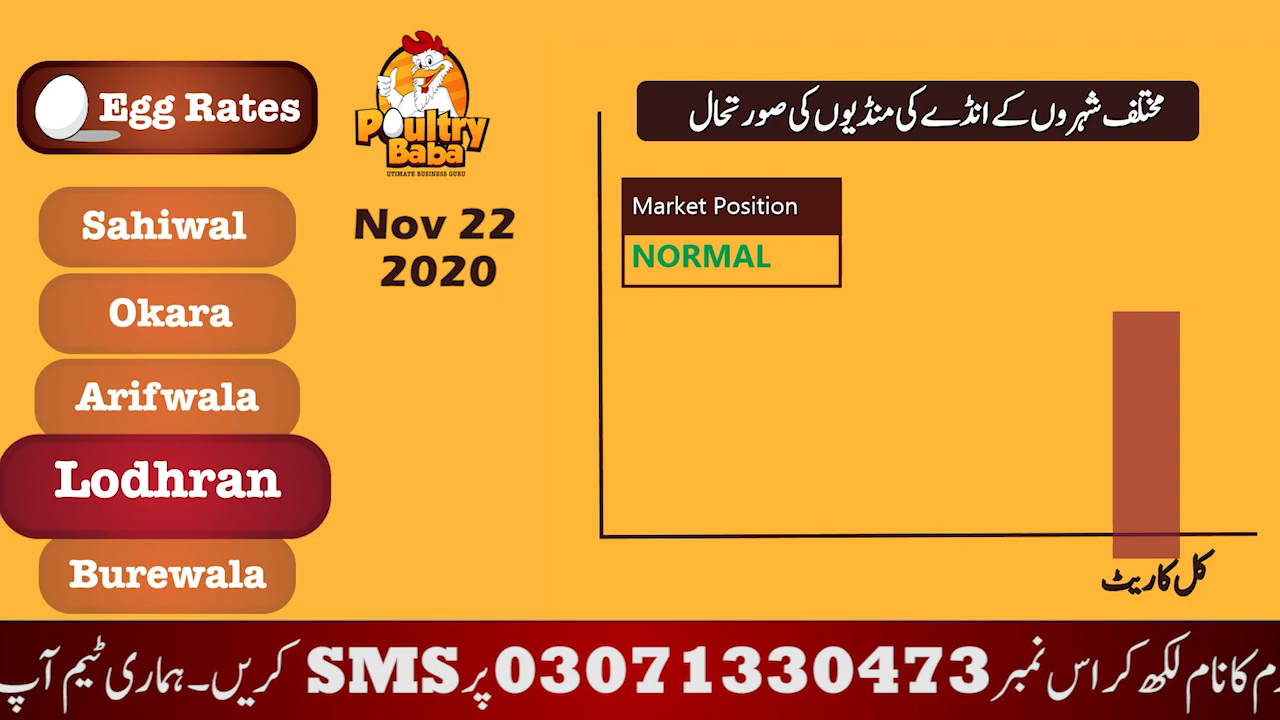 Egg Rates
Sahiwal
Okara
Arifwala
Lodhran
Burewala
Poultry
Baba
UTIMATE BUSINESS GURU
Nov 22
2020
مختلف شہروں کے انڈے کی منڈیوں کی صورتحال
Market Position
NORMAL
کل کا ریٹ
کا نام لکھ کر اس نمبر 03071330473 پر SMS کریں۔ ہماری ٹیم آپ